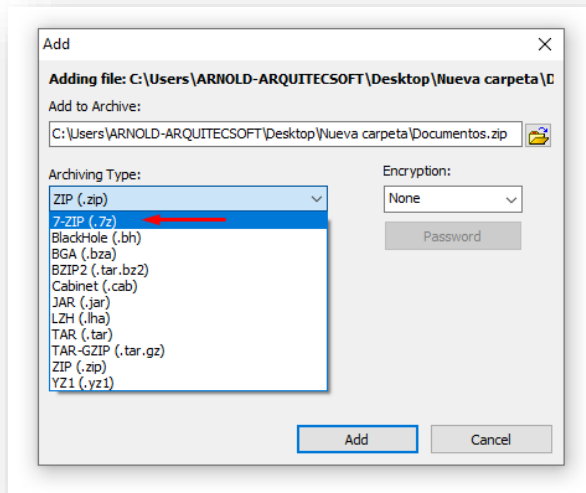 Add
Adding file: C:\Users\ARNOLD-ARQUITECSOFT\Desktop\Nueva carpeta\D
Add to Archive:
C:\Users\ARNOLD-ARQUITECSOFT\Desktop\Nueva carpeta\Documentos.zip
Archiving Type:
Encryption:
ZIP (.zip)
None
Password
7-ZIP (.7z)
BlackHole (.bh)
BGA (.bza)
BZIP2 (.tar.bz2)
Cabinet (.cab)
JAR (.jar)
LZH (.lha)
TAR (.tar)
TAR-GZIP (.tar.gz)
ZIP (.zip)
YZ1 (.yz1)
Add
Cancel